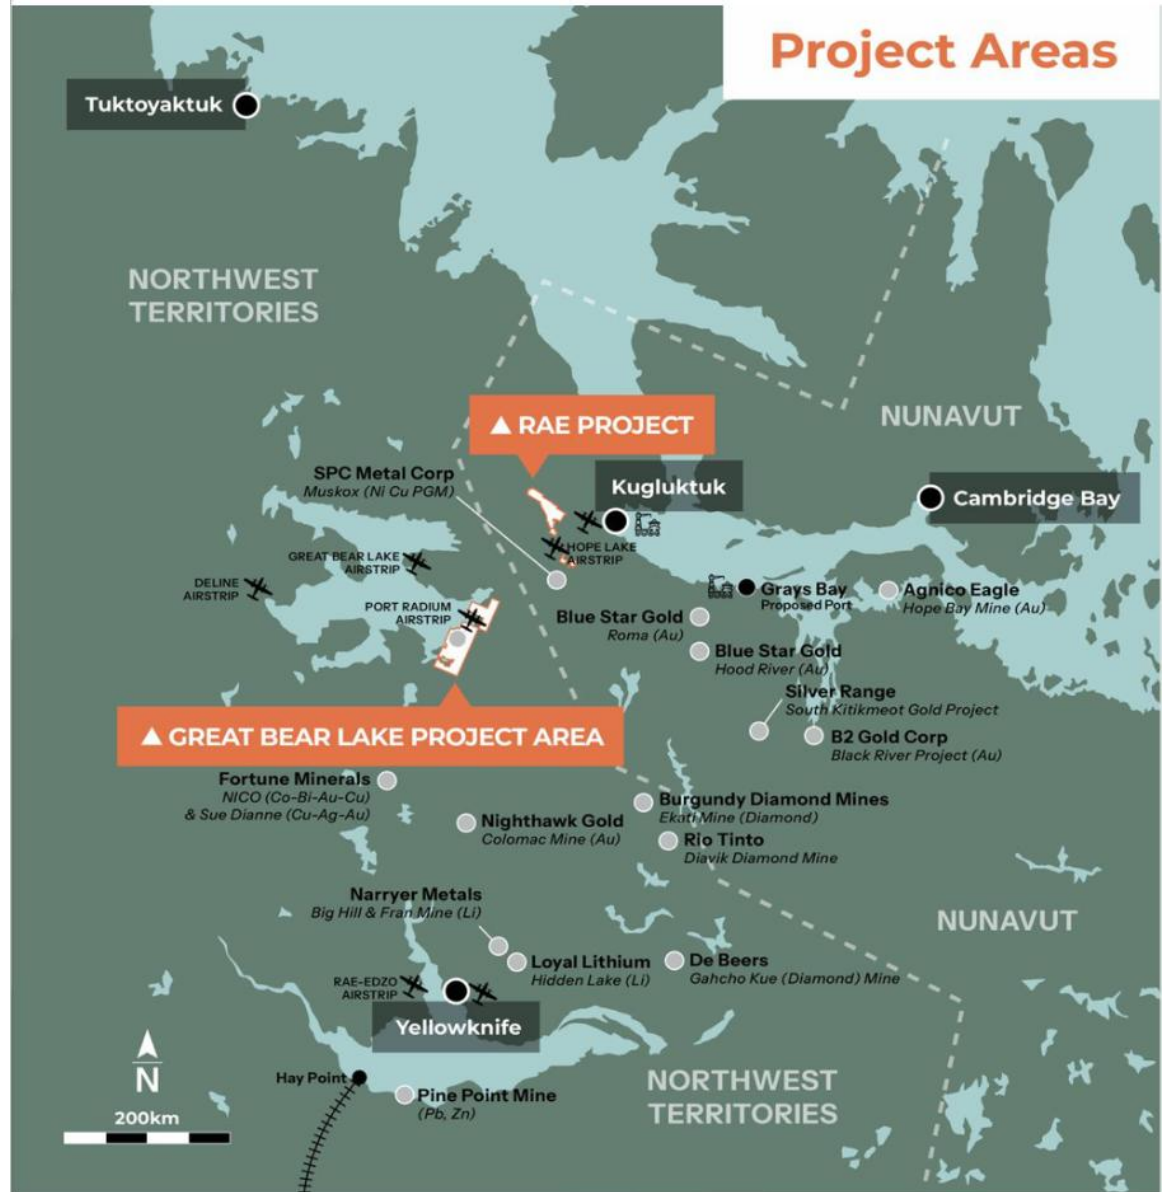 Project Areas
Tuktoyaktuk
NORTHWEST
TERRITORIES
NUNAVUT
▲ RAE PROJECT
SPC Metal Corp
Muskox (Ni Cu PGM)
Kugluktuk
Cambridge Bay
HOPE LAKE
AIRSTRIP
GREAT BEAR LAKE
AIRSTRIP
DELINE
AIRSTRIP
PORT RADIUM
AIRSTRIP
Grays Bay
Proposed Port
Agnico Eagle
Hope Bay Mine (Au)
Blue Star Gold
Roma (Au)
Blue Star Gold
Hood River (Au)
Silver Range
South Kitikmeot Gold Project
▲ GREAT BEAR LAKE PROJECT AREA
B2 Gold Corp
Black River Project (Au)
Fortune Minerals
NICO (Co-Bi-Au-Cu)
& Sue Dianne (Cu-Ag-Au)
Burgundy Diamond Mines
Ekati Mine (Diamond)
Nighthawk Gold
Colomac Mine (Au)
Rio Tinto
Diavik Diamond Mine
Narryer Metals
Big Hill & Fran Mine (Li)
NUNAVUT
Loyal Lithium
Hidden Lake (Li)
De Beers
Gahcho Kue (Diamond) Mine
RAE-EDZO
AIRSTRIP
Yellowknife
N
200km
Hay Point
Pine Point Mine
(Pb, Zn)
NORTHWEST
TERRITORIES